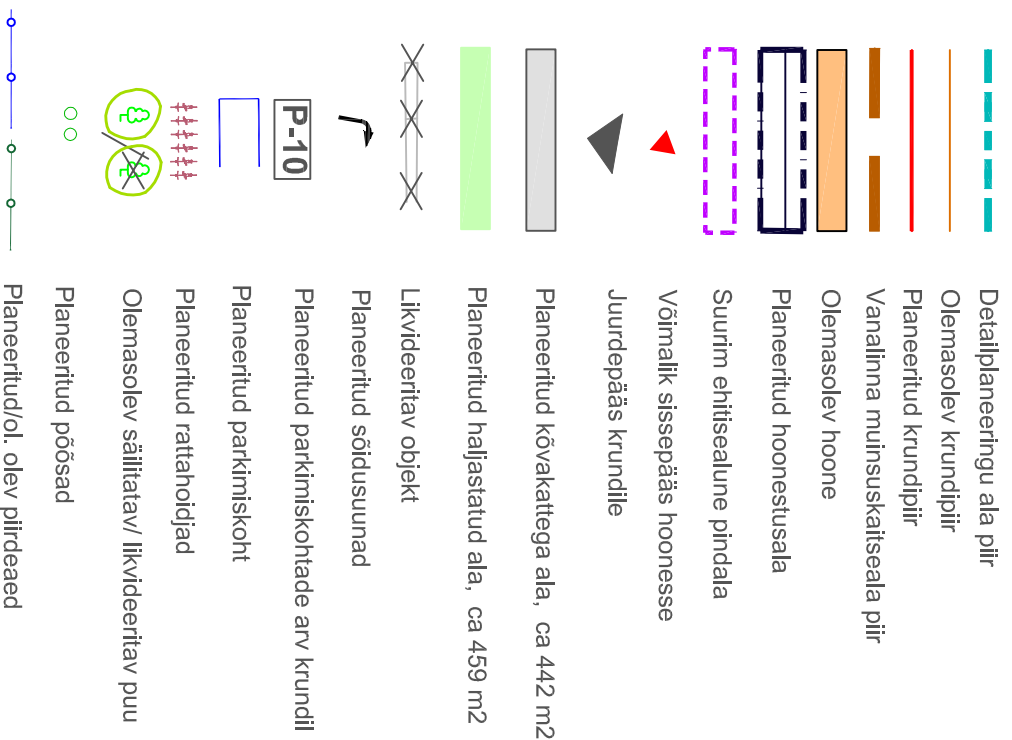 Detailplaneeringu ala piir
Olemasolev krundipiir
Planeeritud krundipiir
Vanalinna muinsuskaitseala piir
Olemasolev hoone
Planeeritud hoonestusala
Suurim ehitisealune pindala
Võimalik sissepääs hoonesse
Juurdepääs krundile
Planeeritud kõvakattega ala, ca 442 m2
Planeeritud haljastatud ala, ca 459 m2
Likvideeritav objekt
Planeeritud sõidusuunad
P-10 Planeeritud parkimiskohtade arv krundil
Planeeritud parkimiskoht
Planeeritud rattahoidjad
Olemasolev säilitatav/ likvideeritav puu
Planeeritud põõsad
Planeeritud/ol. olev piirdeaed